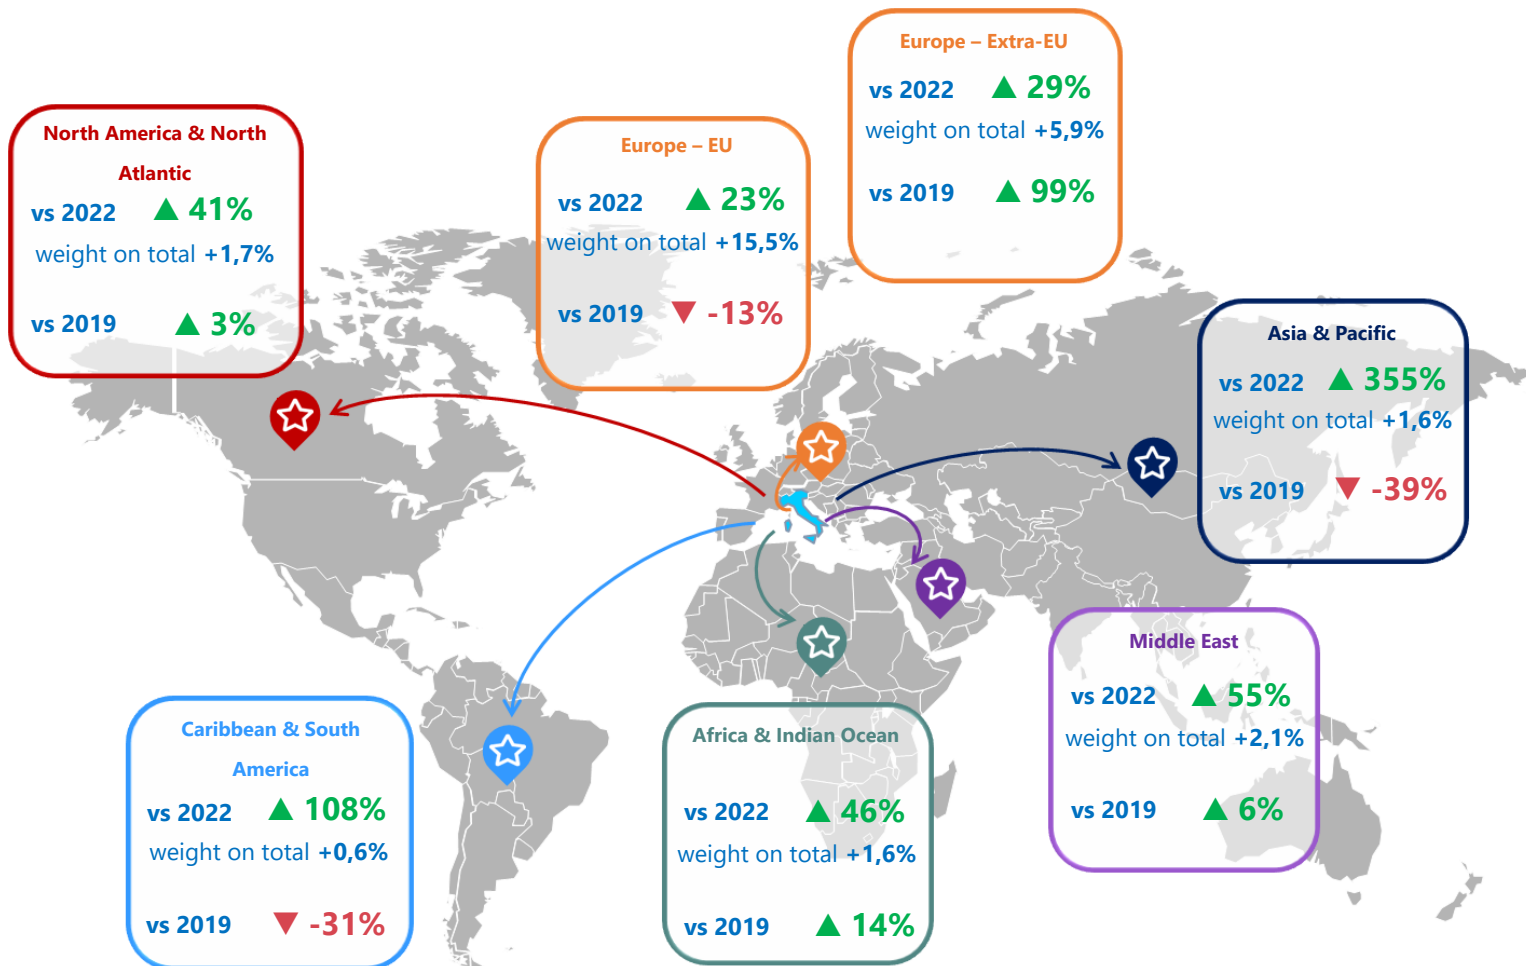 Europe – Extra-EU
vs 2022 ▲ 29%
weight on total +5,9%
vs 2019 ▲ 99%
North America & North
Atlantic
vs 2022 ▲ 41%
weight on total +1,7%
vs 2019 ▲ 3%
Europe – EU
vs 2022 ▲ 23%
weight on total +15,5%
vs 2019 ▼ -13%
Asia & Pacific
vs 2022 ▲ 355%
weight on total +1,6%
vs 2019 ▼ -39%
Middle East
vs 2022 ▲ 55%
weight on total +2,1%
vs 2019 ▲ 6%
Caribbean & South
America
vs 2022 ▲ 108%
weight on total +0,6%
vs 2019 ▼ -31%
Africa & Indian Ocean
vs 2022 ▲ 46%
weight on total +1,6%
vs 2019 ▲ 14%